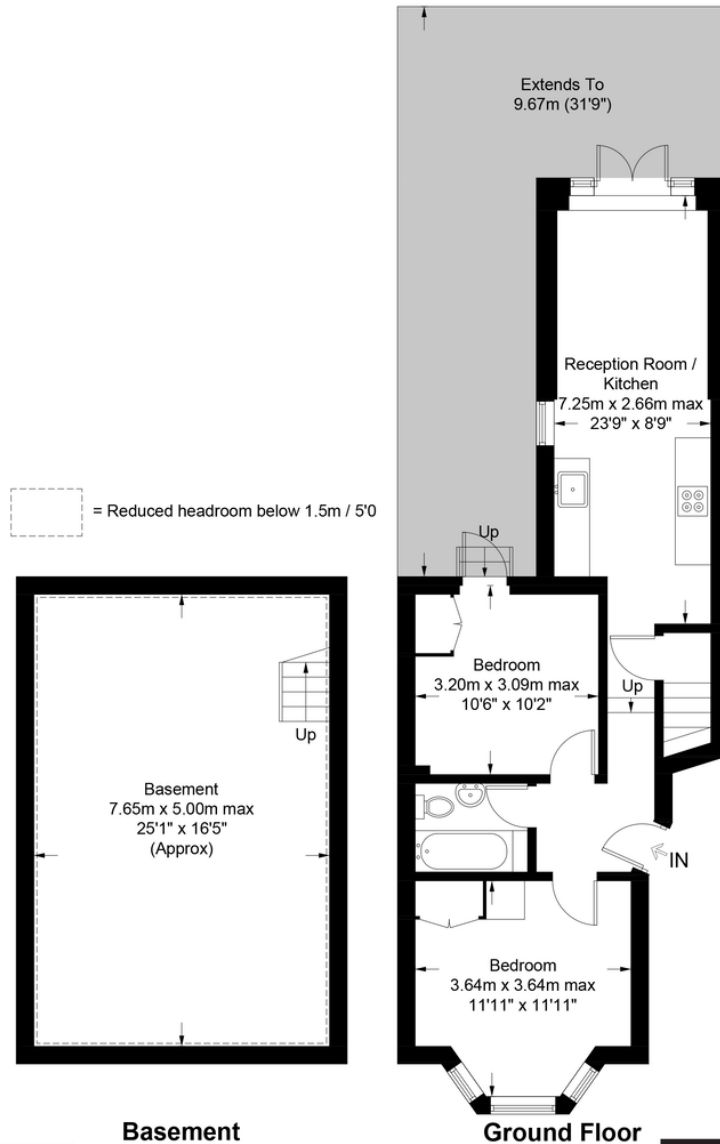 Extends To
9.67m (31'9")
Reception Room /
Kitchen
7.25m x 2.66m max
23'9" x 8'9"
= Reduced headroom below 1.5m / 5'0
Up
Bedroom
3.20m x 3.09m max
10'6" x 10'2"
Up
Up
Basement
7.65m x 5.00m max
25'1" x 16'5"
(Approx)
IN
Bedroom
3.64m x 3.64m max
11'11" x 11'11"
Basement
Ground Floor